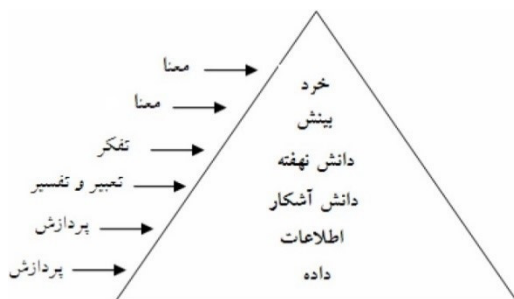 معنا
خرد
معنا
بینش
تفکر
دانش نهفته
تعبیر و تفسیر
دانش آشکار
پردازش
اطلاعات
پردازش
داده